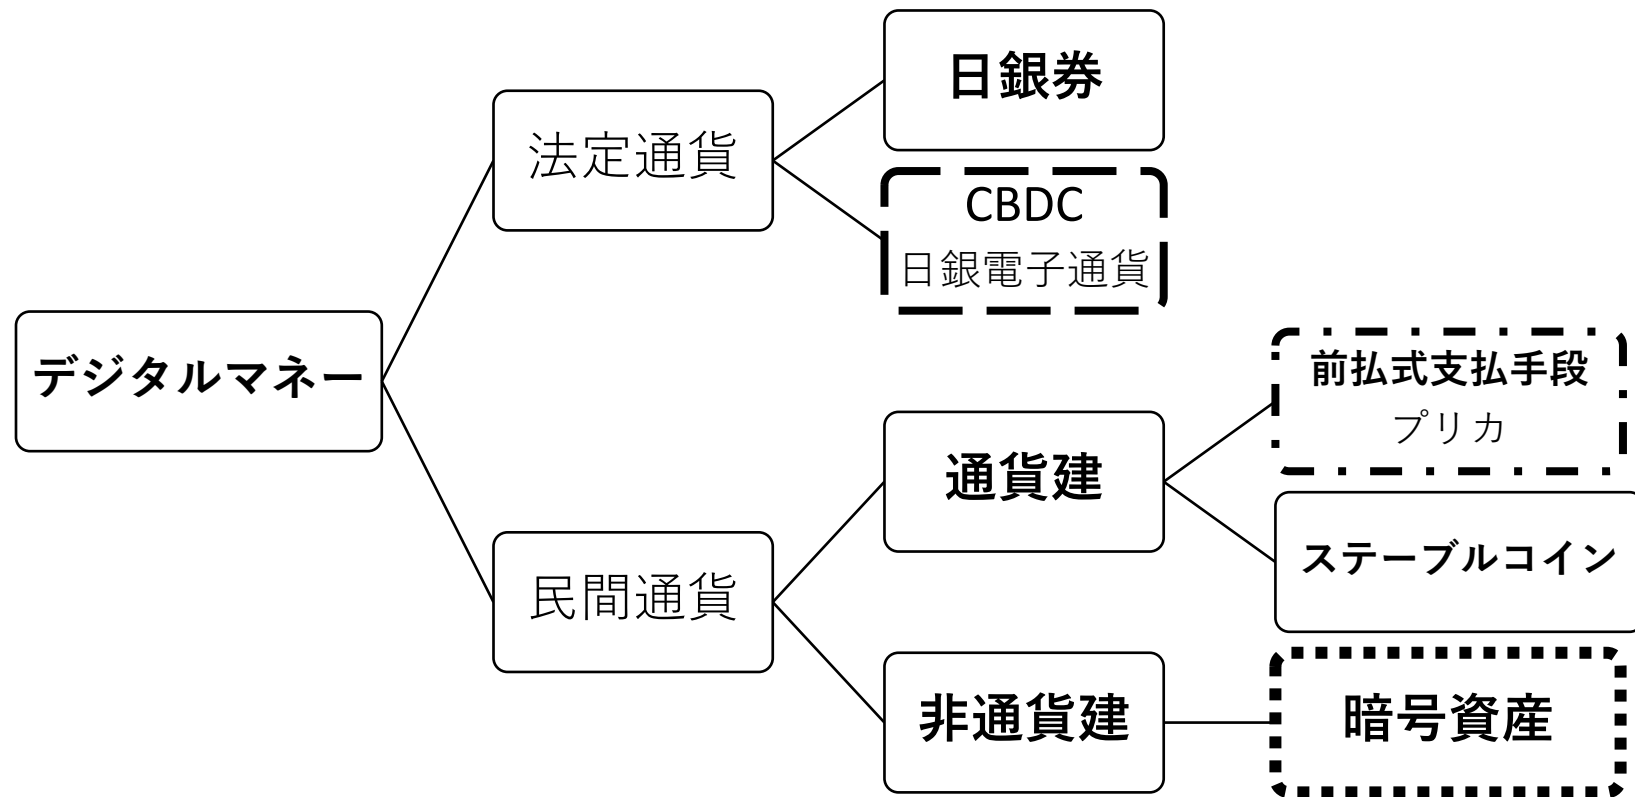 デジタルマネー
法定通貨
日銀券
CBDC
日銀電子通貨
民間通貨
通貨建
前払式支払手段
プリカ
ステーブルコイン
非通貨建
暗号資産